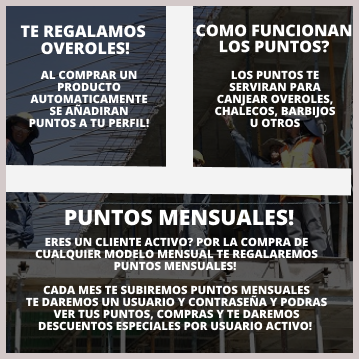 TE REGALAMOS
OVEROLES!
AL COMPRAR UN
PRODUCTO
AUTOMATICAMENTE
SE AÑADIRAN
PUNTOS A TU PERFIL!
COMO FUNCIONAN
LOS PUNTOS?
LOS PUNTOS TE
SERVIRAN PARA
CANJEAR OVEROLES,
CHALECOS, BARBIJOS
U OTROS
PUNTOS MENSUALES!
ERES UN CLIENTE ACTIVO? POR LA COMPRA DE
CUALQUIER MODELO MENSUAL TE REGALAREMOS
PUNTOS MENSUALES!
CADA MES TE SUBIREMOS PUNTOS MENSUALES
TE DAREMOS UN USUARIO Y CONTRASEÑA Y PODRAS
VER TUS PUNTOS, COMPRAS Y TE DAREMOS
DESCUENTOS ESPECIALES POR USUARIO ACTIVO!